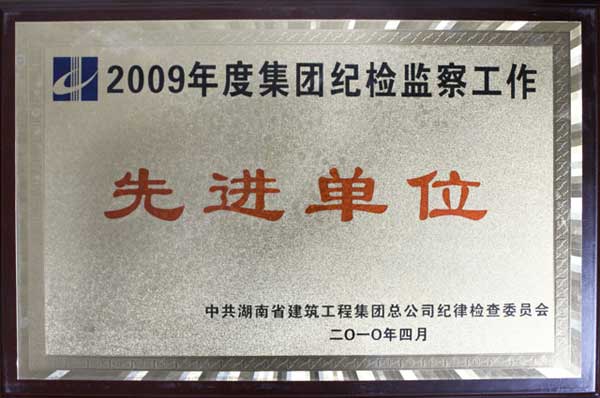 2009年度集团纪检监察工作
先进单位
中共湖南省建筑工程集团总公司纪律检查委员会
二〇一〇年四月